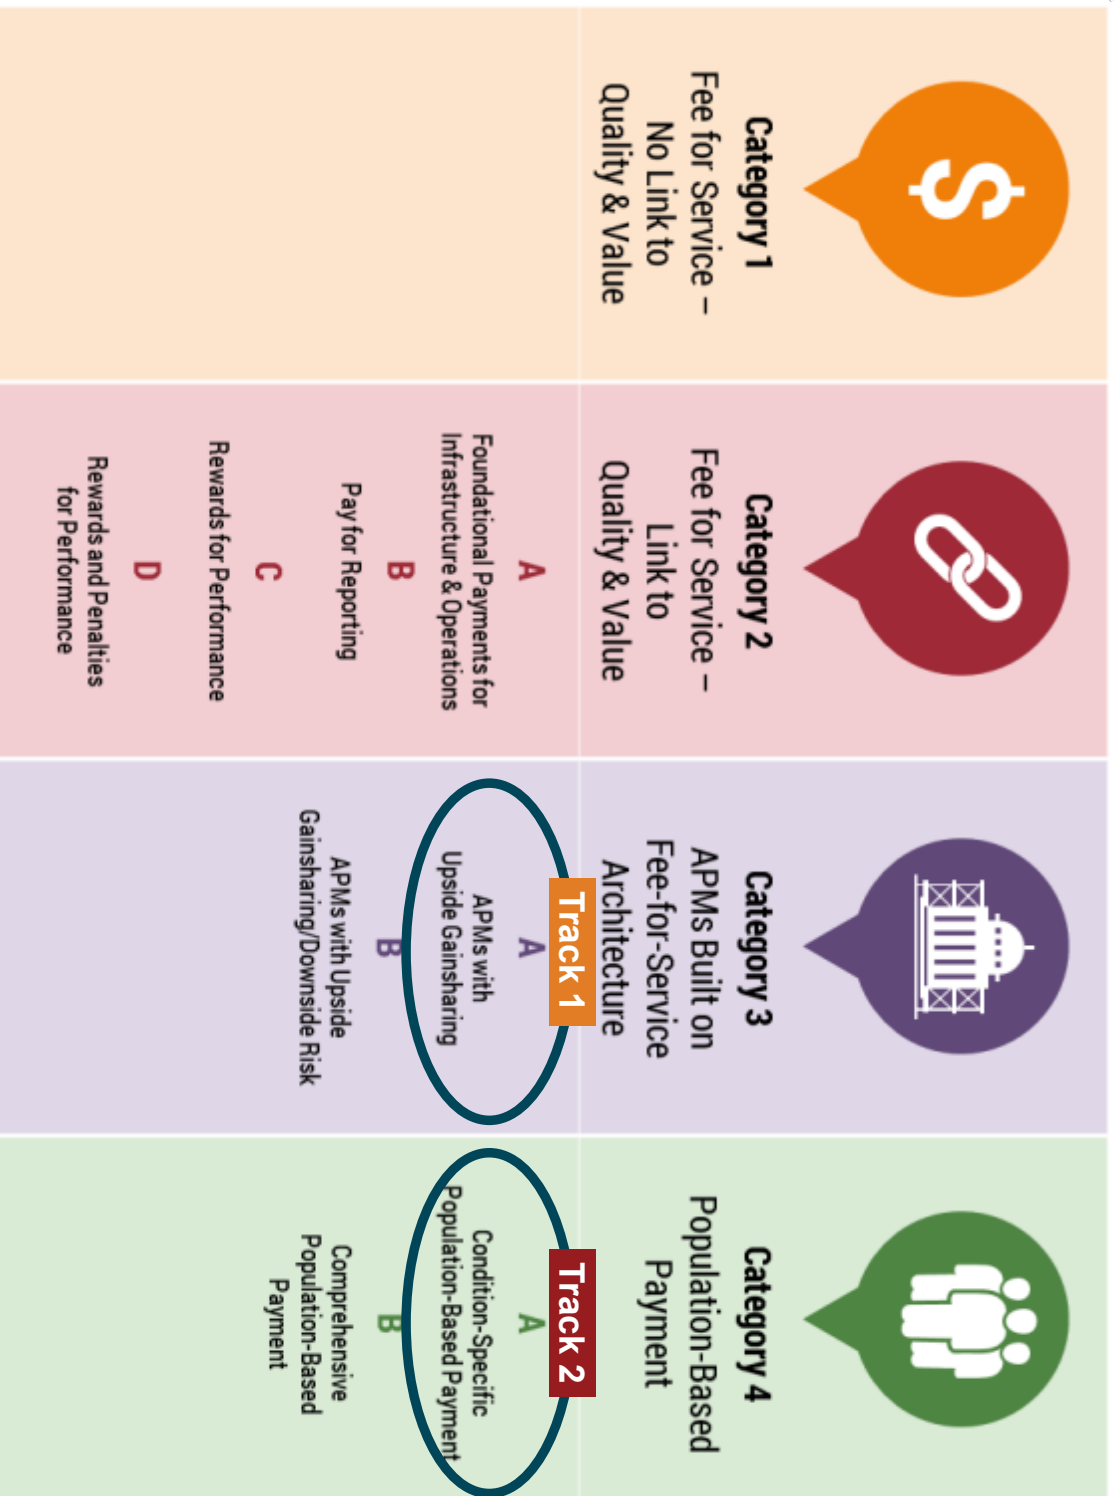 $
Category 1
Fee for Service –
No Link to
Quality & Value
Category 2
Fee for Service –
Link to
Quality & Value
A
Foundational Payments for
Infrastructure & Operations
B
Pay for Reporting
C
Rewards for Performance
D
Rewards and Penalties
for Performance
Category 3
APMs Built on
Fee-for-Service
Architecture
Track 1
A
APMs with
Upside Gainsharing
B
APMs with Upside
Gainsharing/Downside Risk
Category 4
Population-Based
Payment
Track 2
A
Condition-Specific
Population-Based Payment
B
Comprehensive
Population-Based
Payment